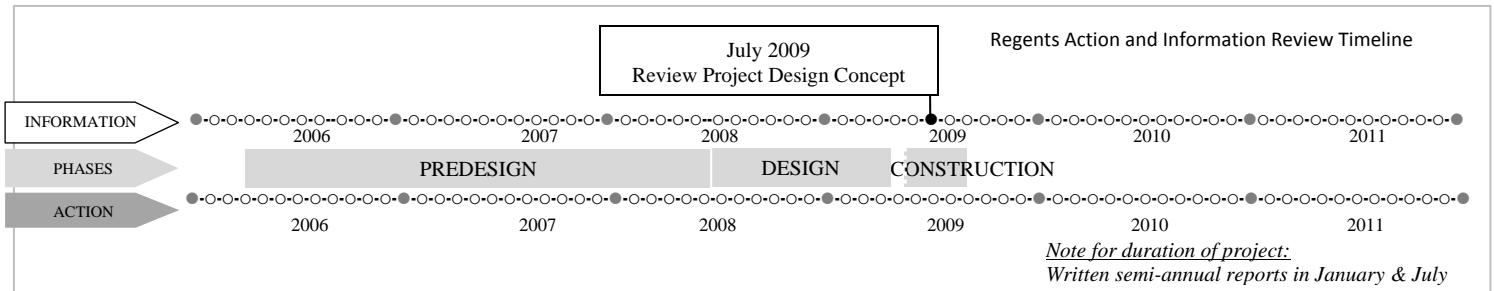 Regents Action and Information Review Timeline
July 2009
Review Project Design Concept
INFORMATION
2006 2007 2008 2009 2010 2011
PHASES
PREDESIGN DESIGN CONSTRUCTION
ACTION
2006 2007 2008 2009 2010 2011
Note for duration of project:
Written semi-annual reports in January & July